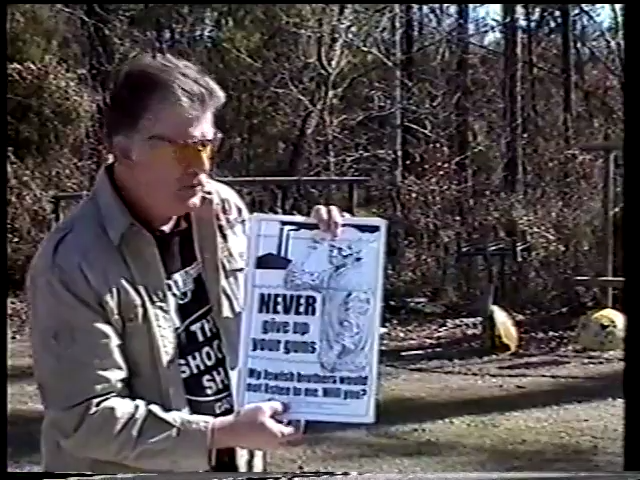 NEVER
give up
your guns
My Jewish Brothers would
not listen to me. Will you?
THE
SHOO
SH